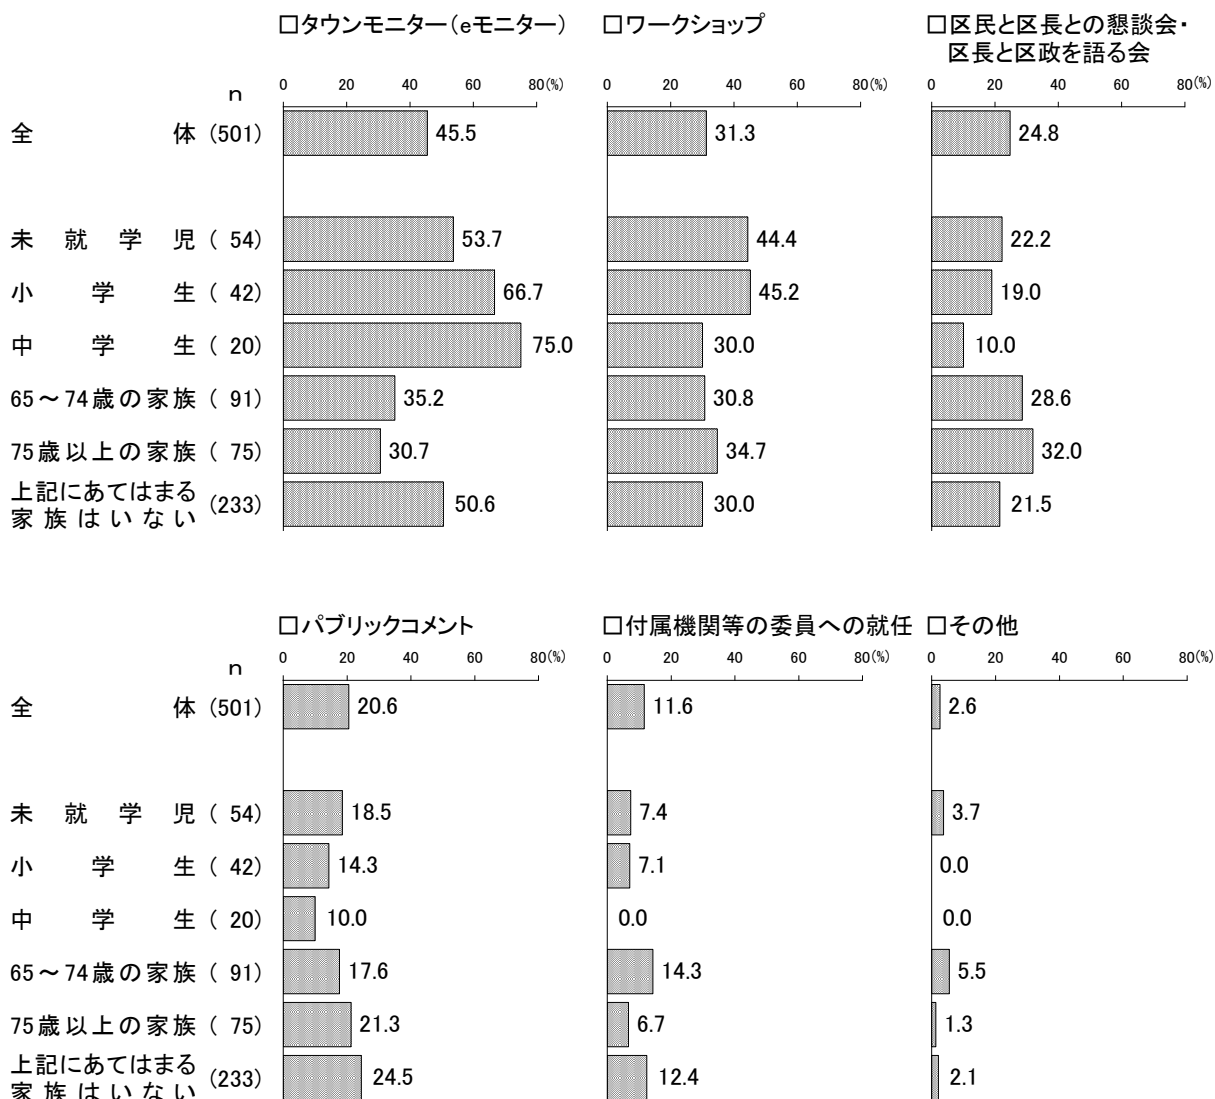 □タウンモニター(eモニター) □ワークショップ □区民と区長との懇談会・
区長と区政を語る会
n 0 20 40 60 80(%) 0 20 40 60 80(%) 0 20 40 60 80(%)
全体 (501) 45.5 31.3 24.8
未就学児 ( 54) 53.7 44.4 22.2
小学生 ( 42) 66.7 45.2 19.0
中学生 ( 20) 75.0 30.0 10.0
65～74歳の家族 ( 91) 35.2 30.8 28.6
75歳以上の家族 ( 75) 30.7 34.7 32.0
上記にあてはまる
家族はいない (233) 50.6 30.0 21.5
□パブリックコメント □付属機関等の委員への就任 □その他
n 0 20 40 60 80(%) 0 20 40 60 80(%) 0 20 40 60 80(%)
全体 (501) 20.6 11.6 2.6
未就学児 ( 54) 18.5 7.4 3.7
小学生 ( 42) 14.3 7.1 0.0
中学生 ( 20) 10.0 0.0 0.0
65～74歳の家族 ( 91) 17.6 14.3 5.5
75歳以上の家族 ( 75) 21.3 6.7 1.3
上記にあてはまる
家族はいない (233) 24.5 12.4 2.1